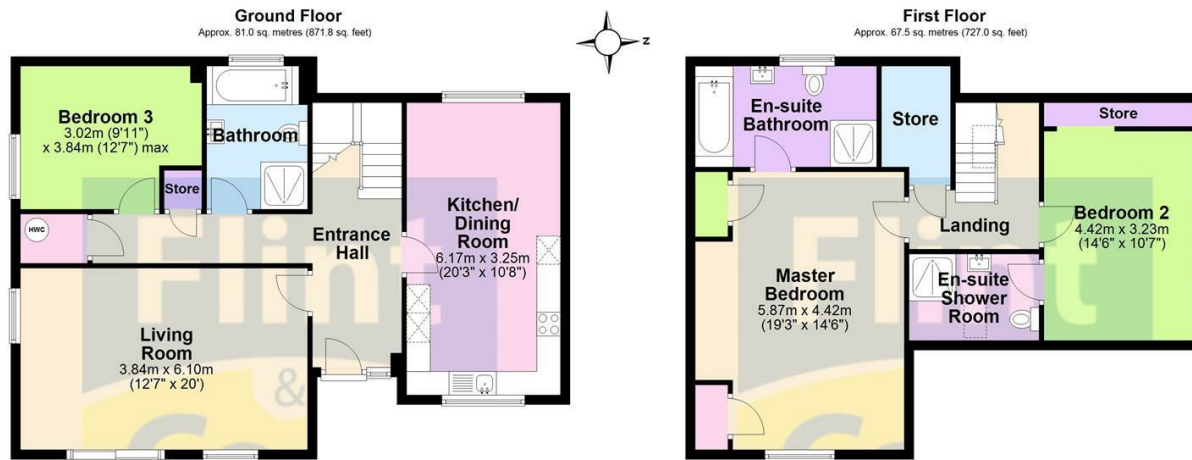 Ground Floor
Approx. 81.0 sq. metres (871.8 sq. feet)
Z
First Floor
Approx. 67.5 sq. metres (727.0 sq. feet)
Bedroom 3
3.02m (9'11")
x 3.84m (12'7") max
Bathroom
Store
HWC
Entrance
Hall
Kitchen/
Dining
Room
6.17m x 3.25m
(20'3" x 10'8")
Living
Room
3.84m x 6.10m
(12'7" x 20')
Flint
&
En-suite
Bathroom
Store
Store
Landing
Bedroom 2
4.42m x 3.23m
(14'6" x 10'7")
Master
Bedroom
5.87m x 4.42m
(19'3" x 14'6")
En-suite
Shower
Room
Flint